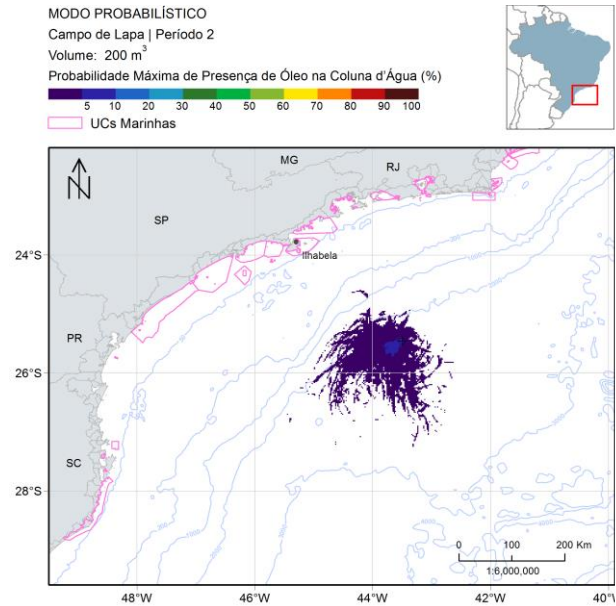 MODO PROBABILÍSTICO
Campo de Lapa | Período 2
Volume: 200 m³
Probabilidade Máxima de Presença de Óleo na Coluna d'Água (%)
5 10 20 30 40 50 60 70 80 90 100
UCs Marinhas
N
MG
RJ
SP
24°S
Ilhabela
PR
26°S
SC
28°S
0 100 200 Km
1:6,000,000
48°W 46°W 44°W 42°W 40°W